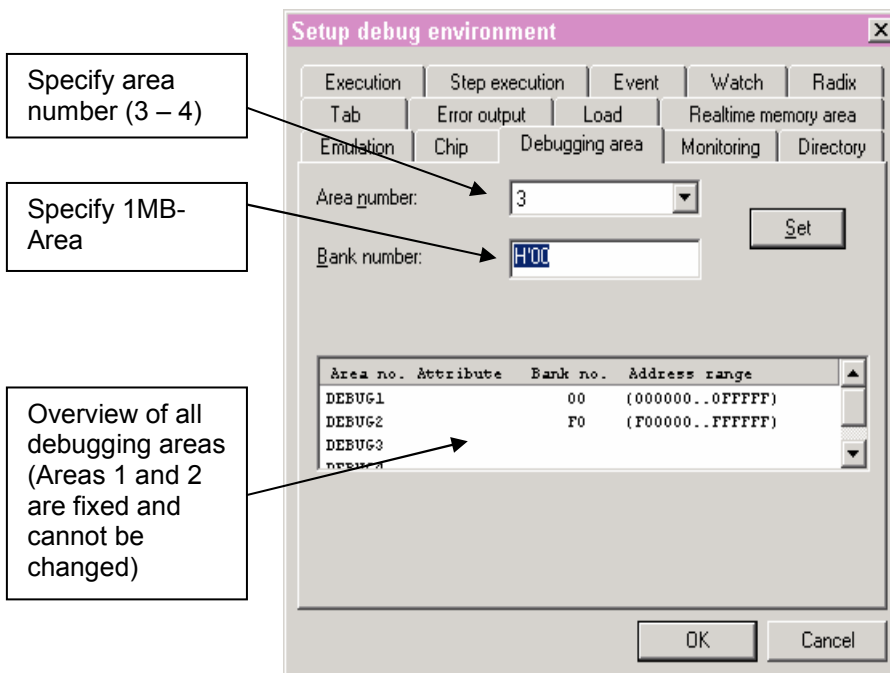 Specify area
number (3 – 4)
Specify 1MB-
Area
Overview of all
debugging areas
(Areas 1 and 2
are fixed and
cannot be
changed)
Setup debug environment
Execution Step execution Event Watch Radix
Tab Error output Load Realtime memory area
Emulation Chip Debugging area Monitoring Directory
Area number: 3
Set
Bank number: H'00
Area no. Attribute Bank no. Address range
DEBUG1 00 (000000..0FFFFF)
DEBUG2 F0 (F00000..FFFFFF)
DEBUG3
DEBUG4
OK Cancel